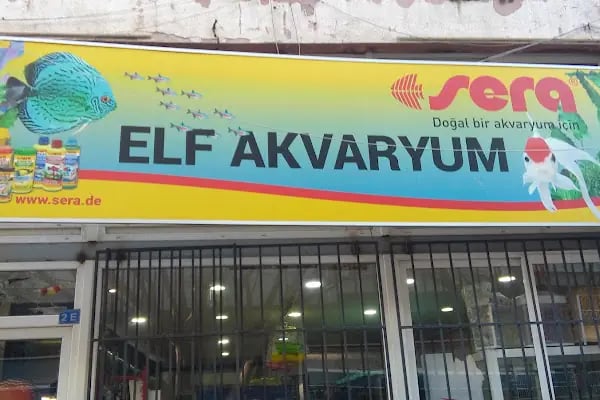 sera
Doğal bir akvaryum için
ELF AKVARYUM
www.sera.de
2E